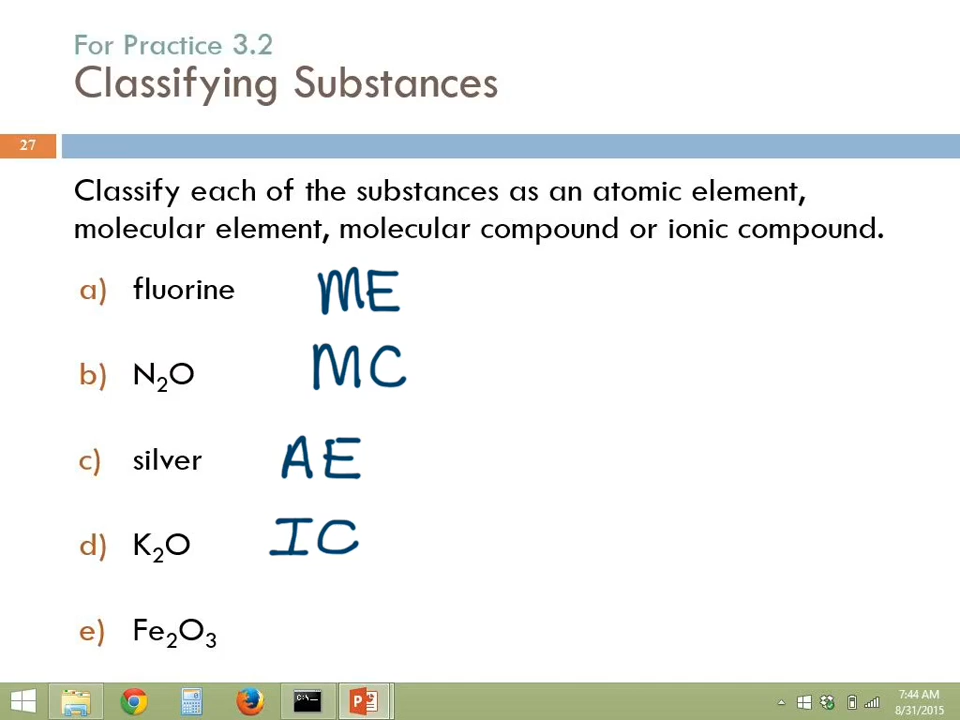 For Practice 3.2
Classifying Substances
27
Classify each of the substances as an atomic element,
molecular element, molecular compound or ionic compound.
a) fluorine ME
b) N₂O MC
c) silver AE
d) K₂O IC
e) Fe₂O₃
C:\_
7:44 AM
8/31/2015